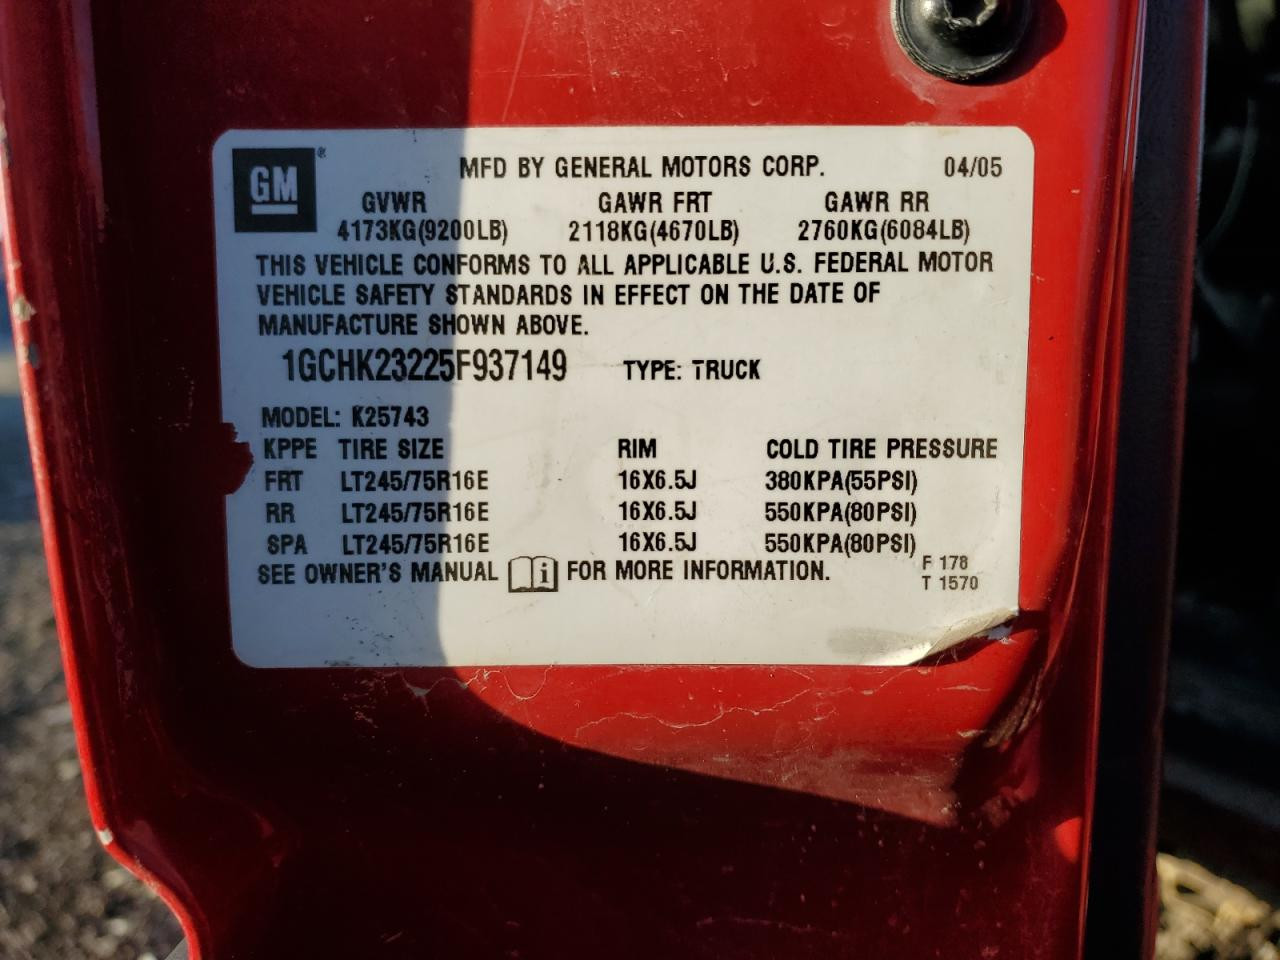 GM® MFD BY GENERAL MOTORS CORP. 04/05
GVWR GAWR FRT GAWR RR
4173KG(9200LB) 2118KG(4670LB) 2760KG(6084LB)
THIS VEHICLE CONFORMS TO ALL APPLICABLE U.S. FEDERAL MOTOR
VEHICLE SAFETY STANDARDS IN EFFECT ON THE DATE OF
MANUFACTURE SHOWN ABOVE.
1GCHK23225F937149 TYPE: TRUCK
MODEL: K25743
KPPE TIRE SIZE RIM COLD TIRE PRESSURE
FRT LT245/75R16E 16X6.5J 380KPA(55PSI)
RR LT245/75R16E 16X6.5J 550KPA(80PSI)
SPA LT245/75R16E 16X6.5J 550KPA(80PSI)
SEE OWNER'S MANUAL i FOR MORE INFORMATION. F 178
T 1570